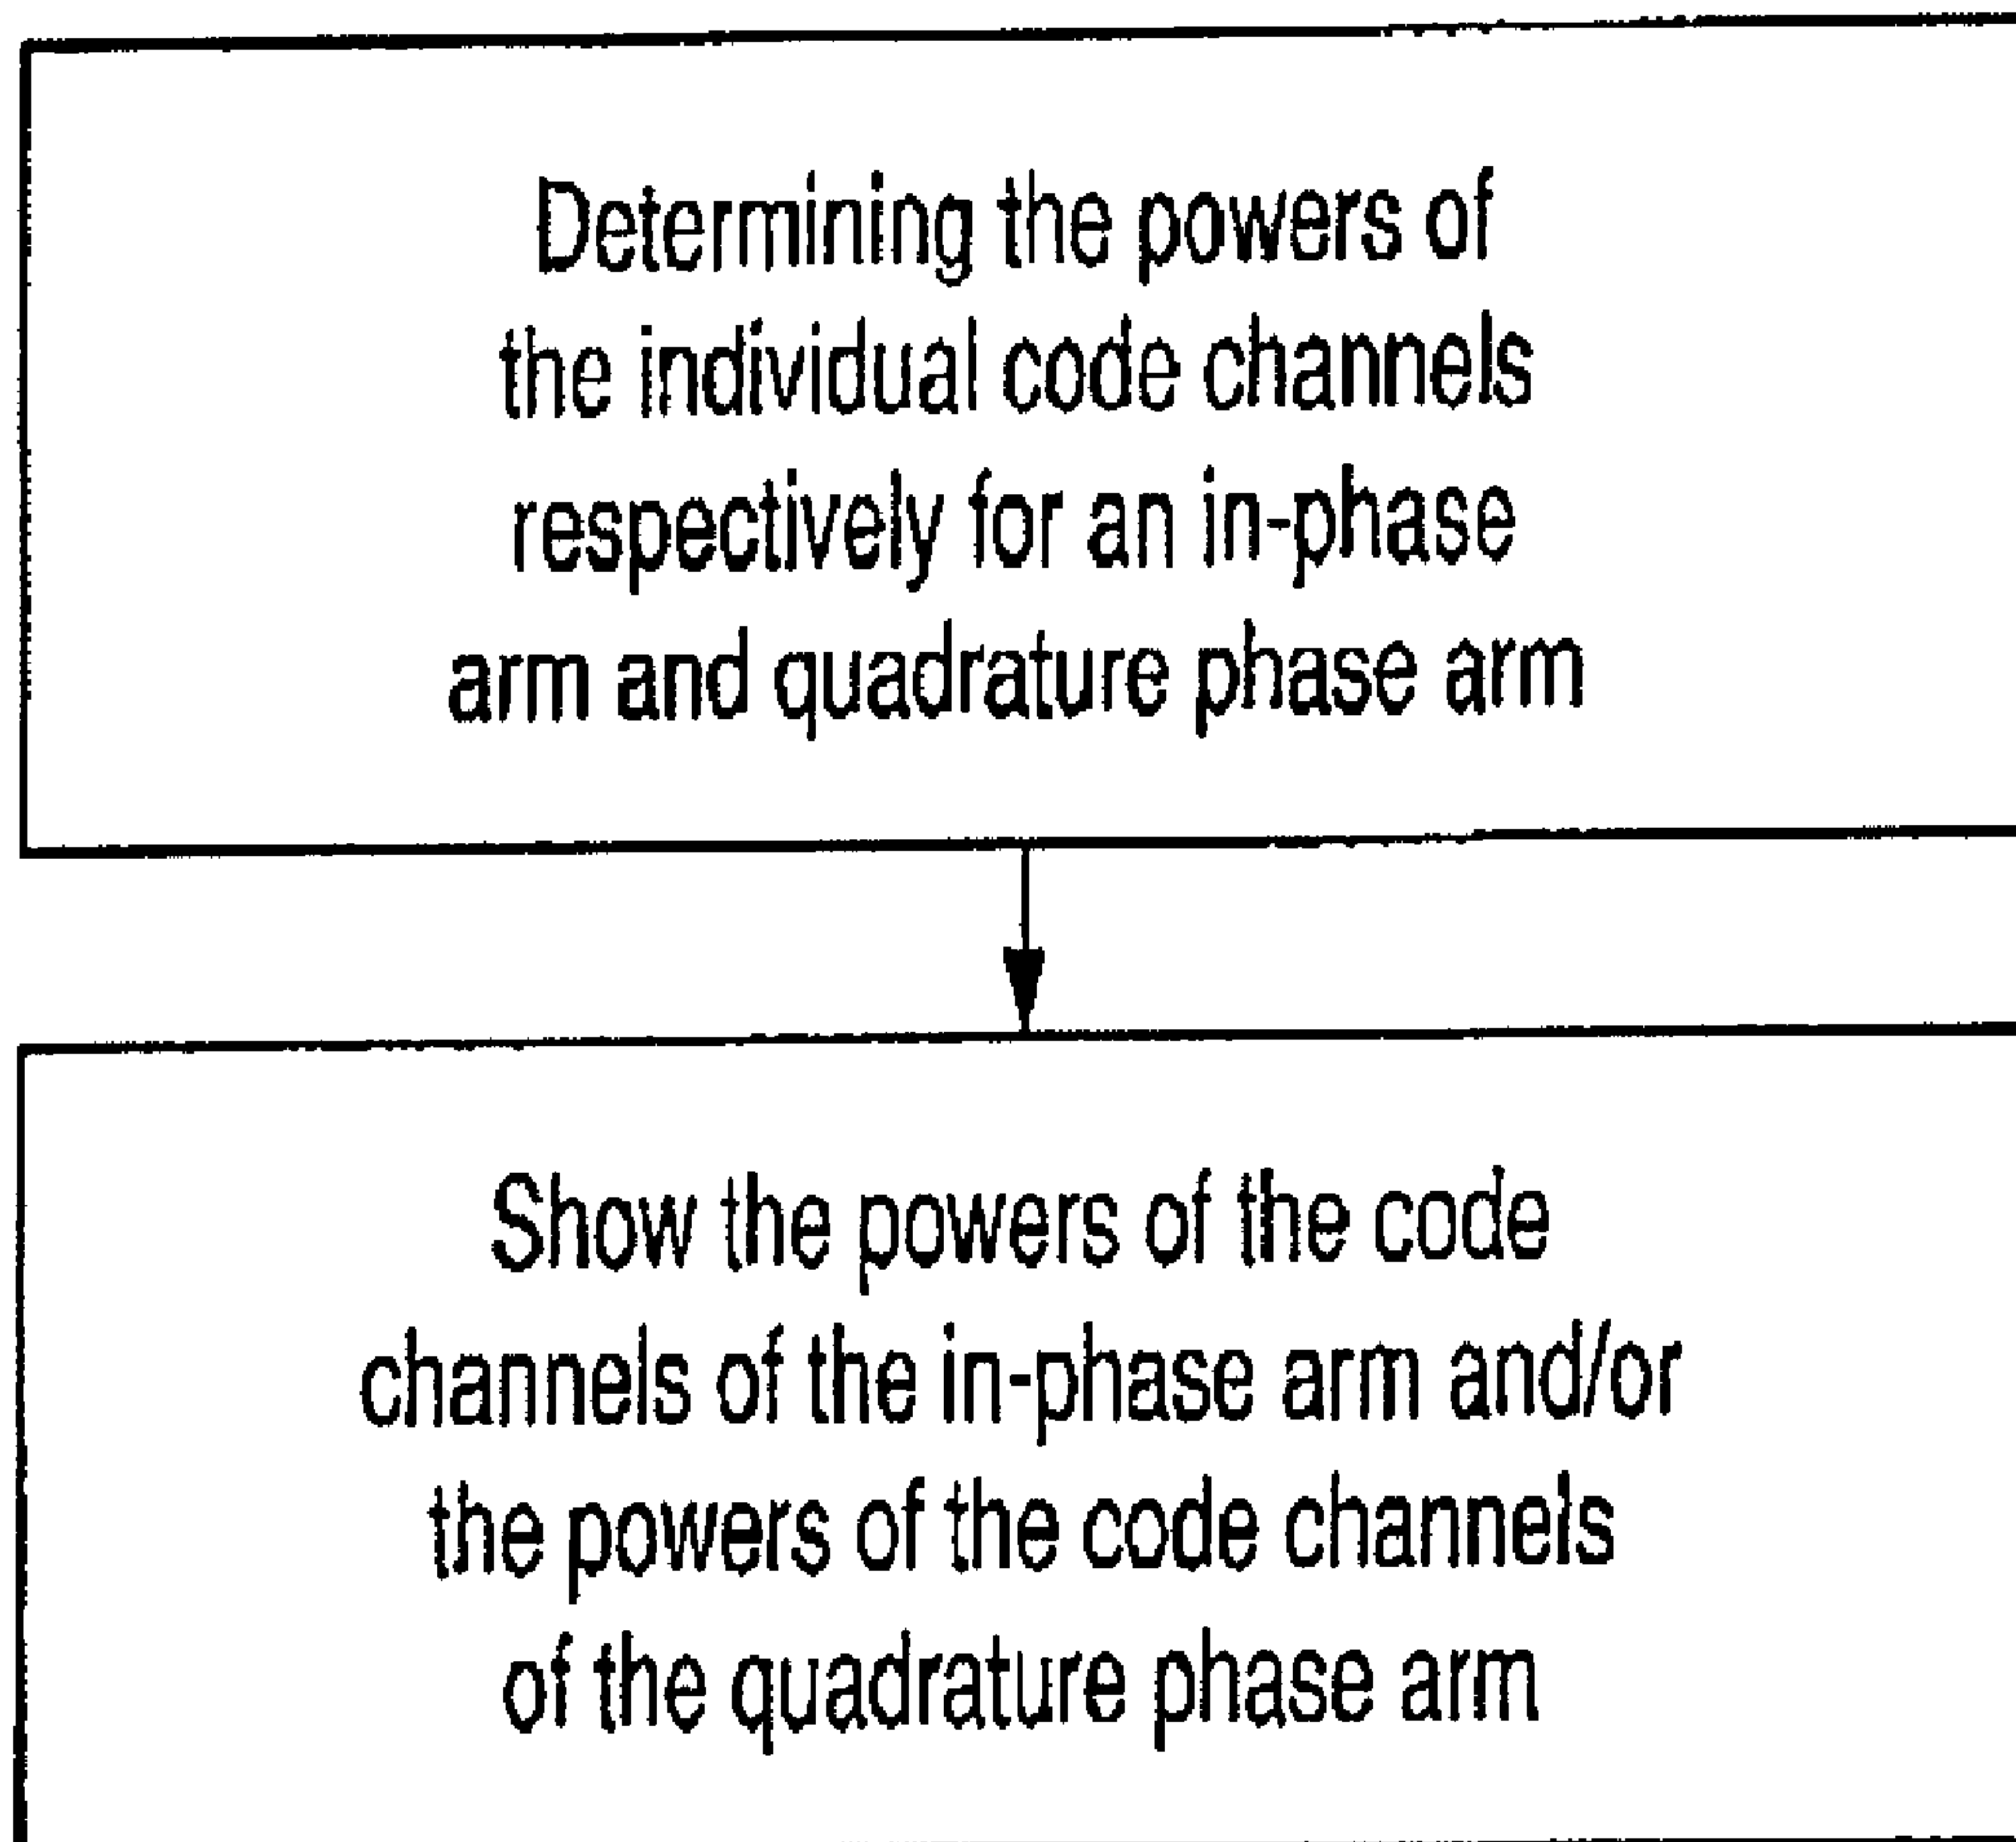 Determining the powers of
the individual code channels
respectively for an in-phase
arm and quadrature phase arm
Show the powers of the code
channels of the in-phase arm and/or
the powers of the code channels
of the quadrature phase arm